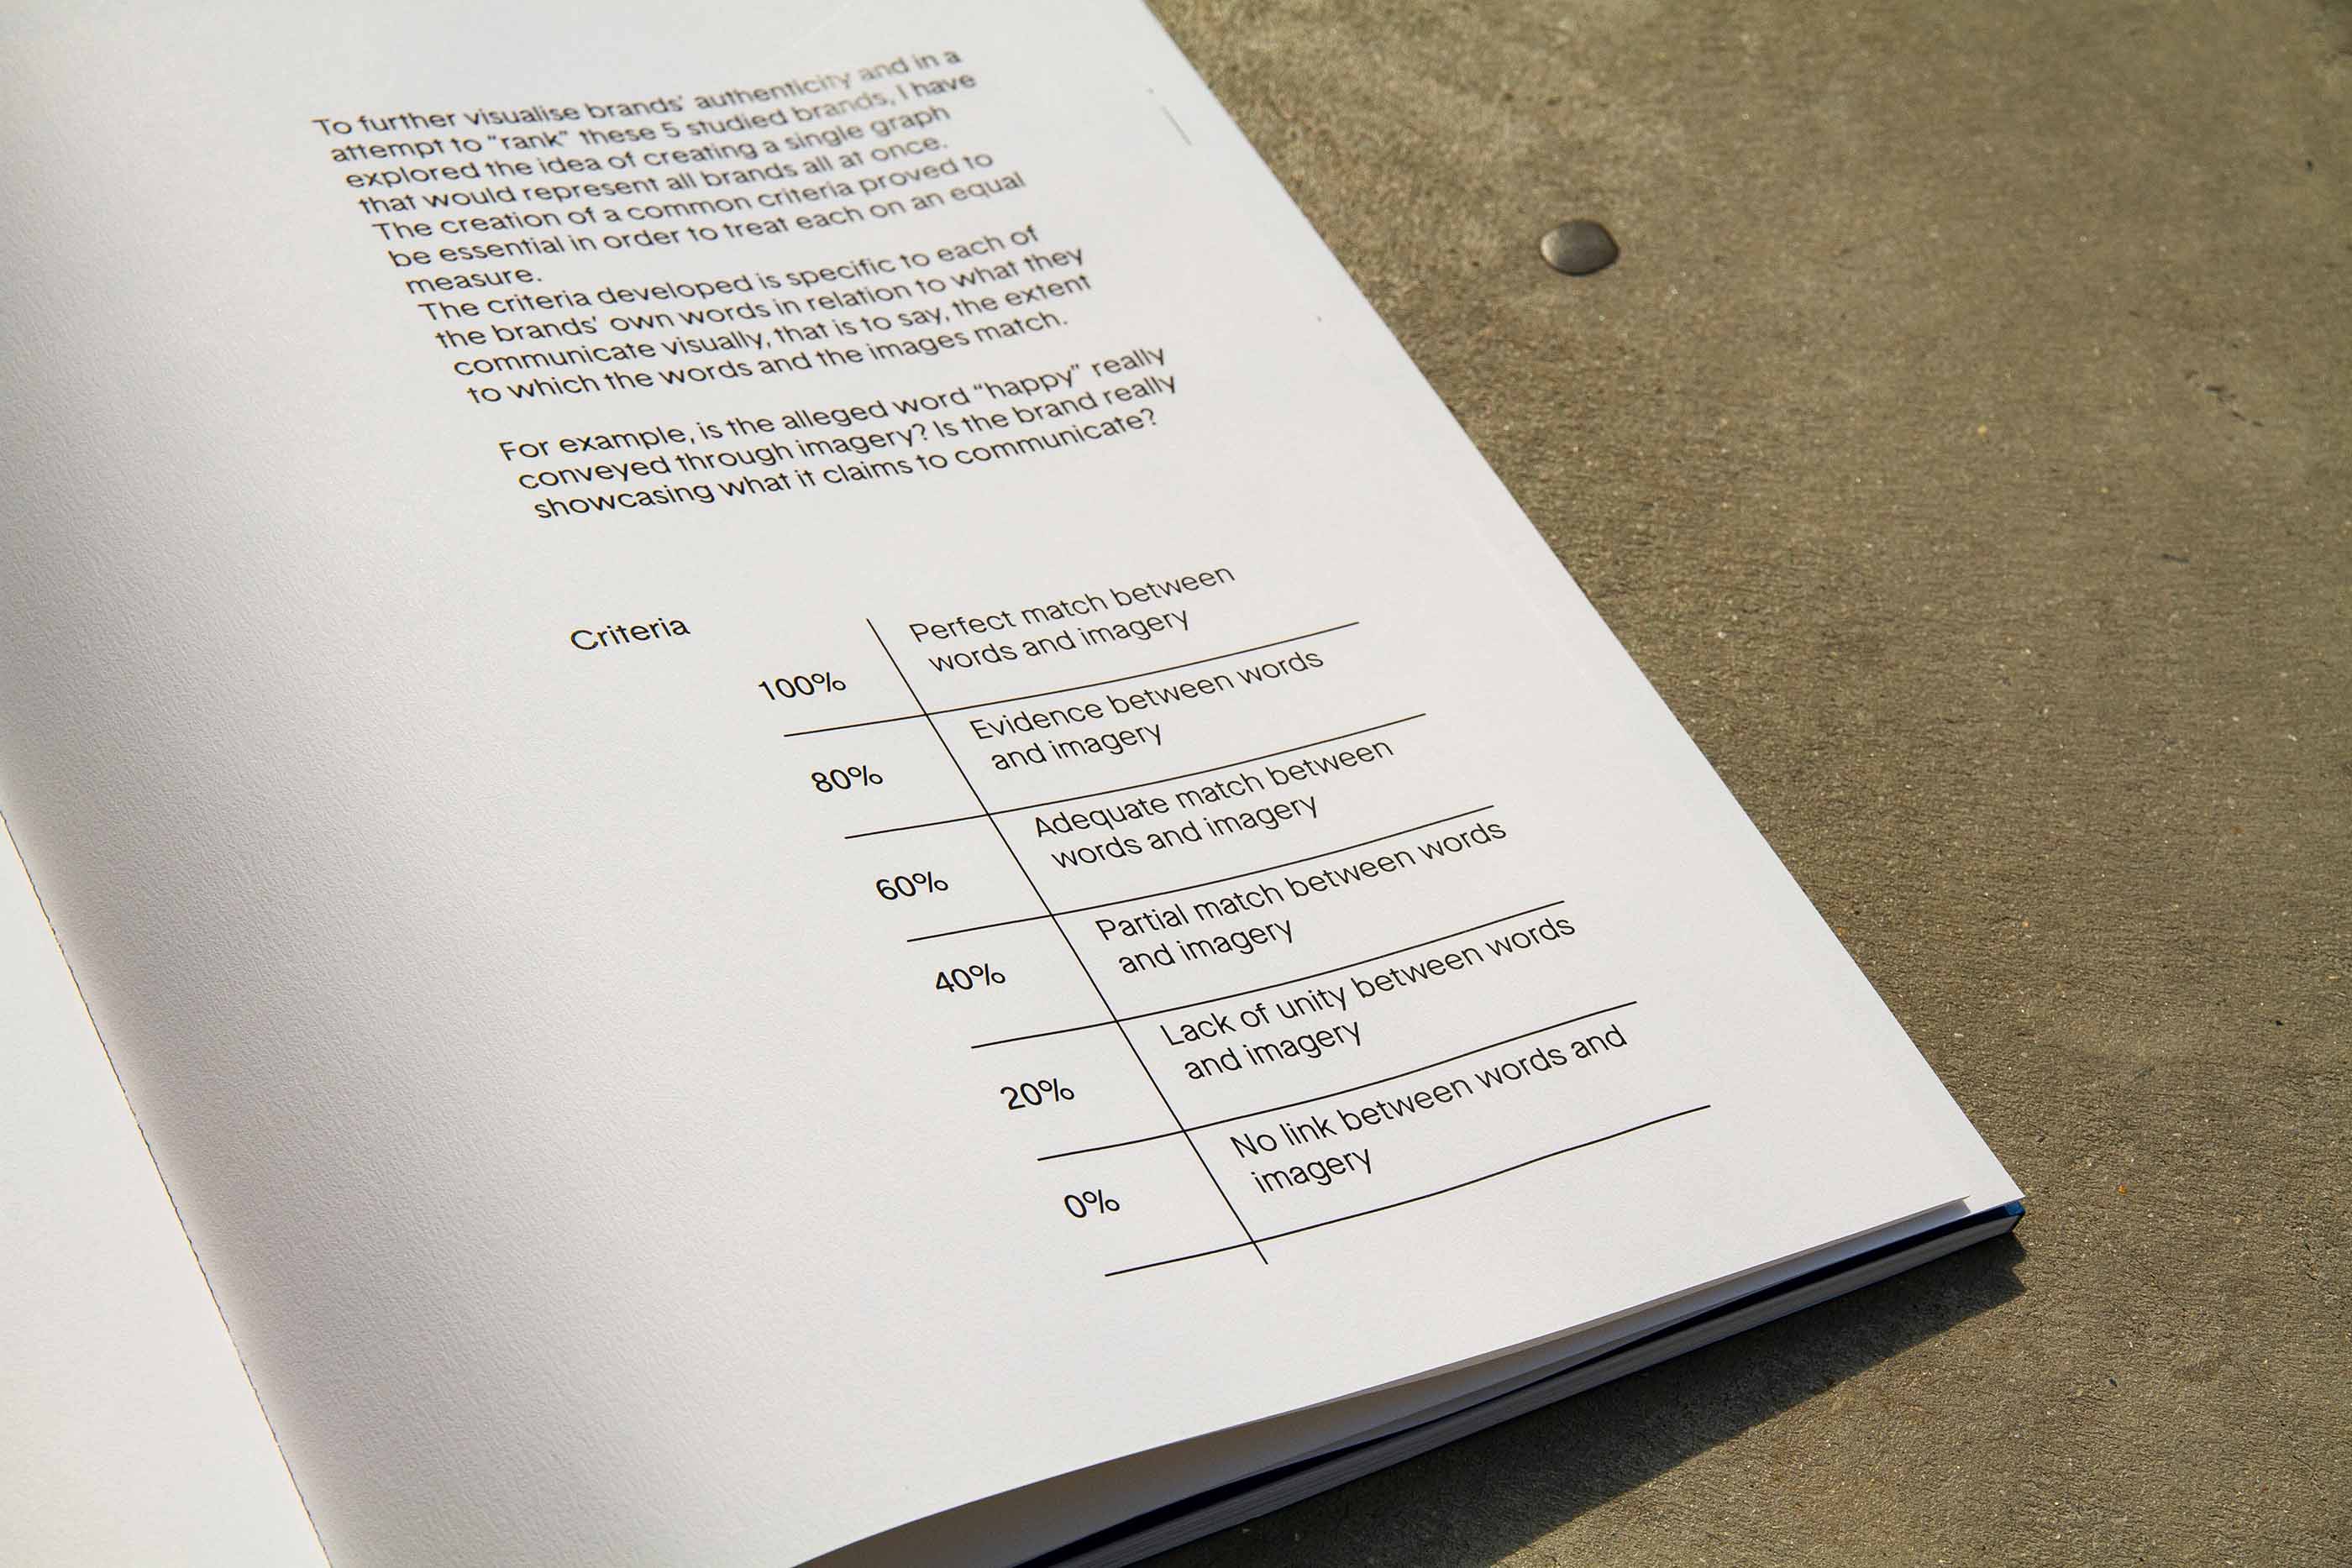 To further visualise brands' authenticity and in a
attempt to "rank" these 5 studied brands, I have
explored the idea of creating a single graph
that would represent all brands all at once.
The creation of a common criteria proved to
be essential in order to treat each on an equal
measure.
The criteria developed is specific to each of
the brands' own words in relation to what they
communicate visually, that is to say, the extent
to which the words and the images match.
For example, is the alleged word "happy" really
conveyed through imagery? Is the brand really
showcasing what it claims to communicate?
Criteria
100%
Perfect match between
words and imagery
80%
Evidence between words
and imagery
60%
Adequate match between
words and imagery
40%
Partial match between words
and imagery
20%
Lack of unity between words
and imagery
0%
No link between words and
imagery